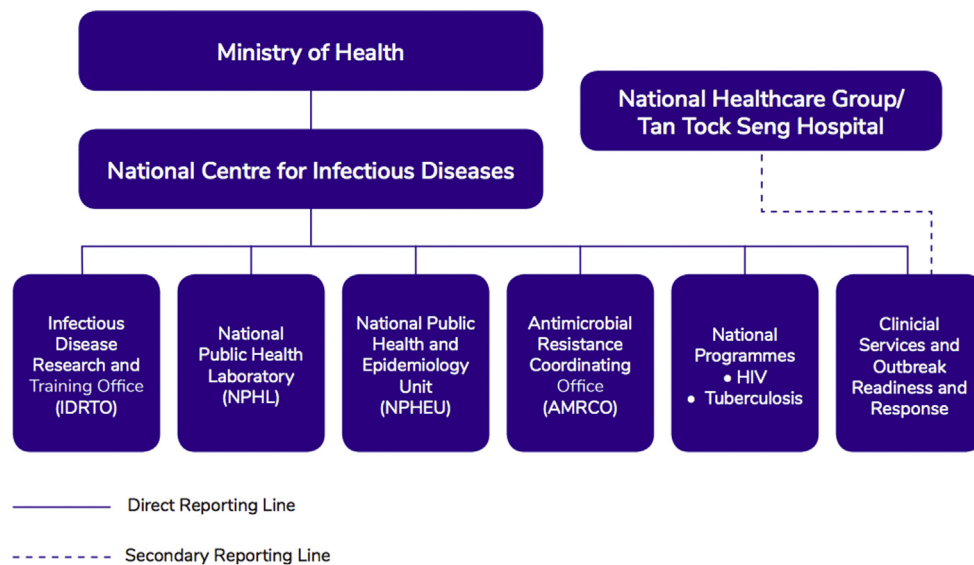 Ministry of Health
National Healthcare Group/
Tan Tock Seng Hospital
National Centre for Infectious Diseases
Infectious
Disease
Research and
Training Office
(IDRTO)
National
Public Health
Laboratory
(NPHL)
National Public
Health and
Epidemiology
Unit
(NPHEU)
Antimicrobial
Resistance
Coordinating
Office
(AMRCO)
National
Programmes
• HIV
• Tuberculosis
Clinicial
Services and
Outbreak
Readiness and
Response
Direct Reporting Line
Secondary Reporting Line